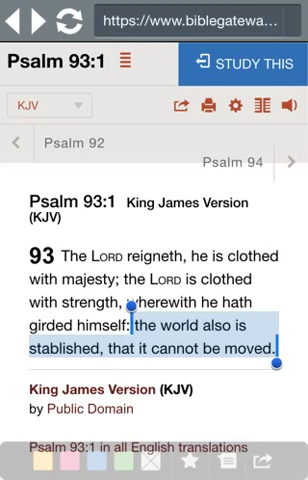 https://www.biblegatewa...
Psalm 93:1
STUDY THIS
KJV
Psalm 92
Psalm 94
Psalm 93:1 King James Version
(KJV)
93 The LORD reigneth, he is clothed
with majesty; the LORD is clothed
with strength, wherewith he hath
girded himself: the world also is
stablished, that it cannot be moved.
King James Version (KJV)
by Public Domain
Psalm 93:1 in all English translations